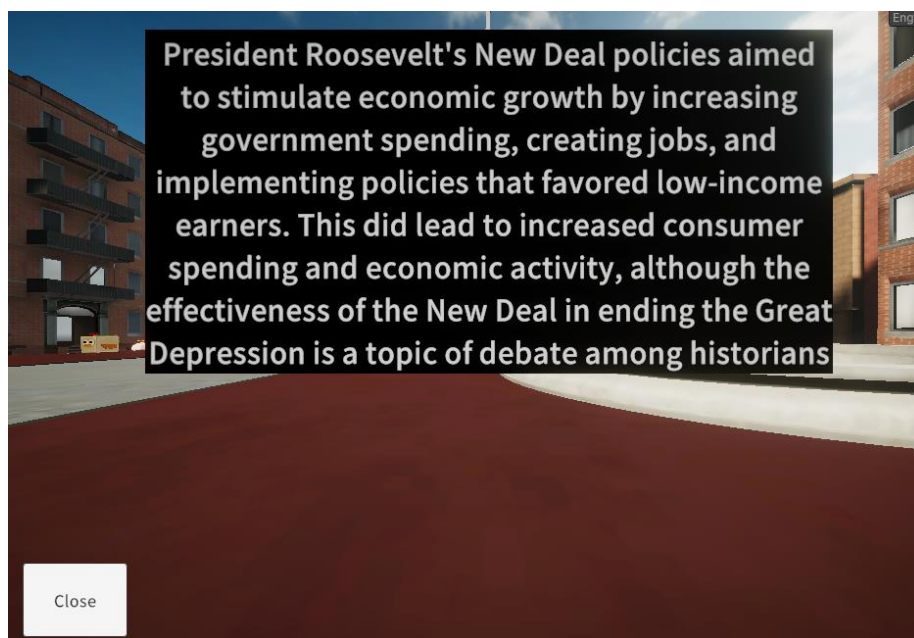 Eng
President Roosevelt's New Deal policies aimed
to stimulate economic growth by increasing
government spending, creating jobs, and
implementing policies that favored low-income
earners. This did lead to increased consumer
spending and economic activity, although the
effectiveness of the New Deal in ending the Great
Depression is a topic of debate among historians
Close